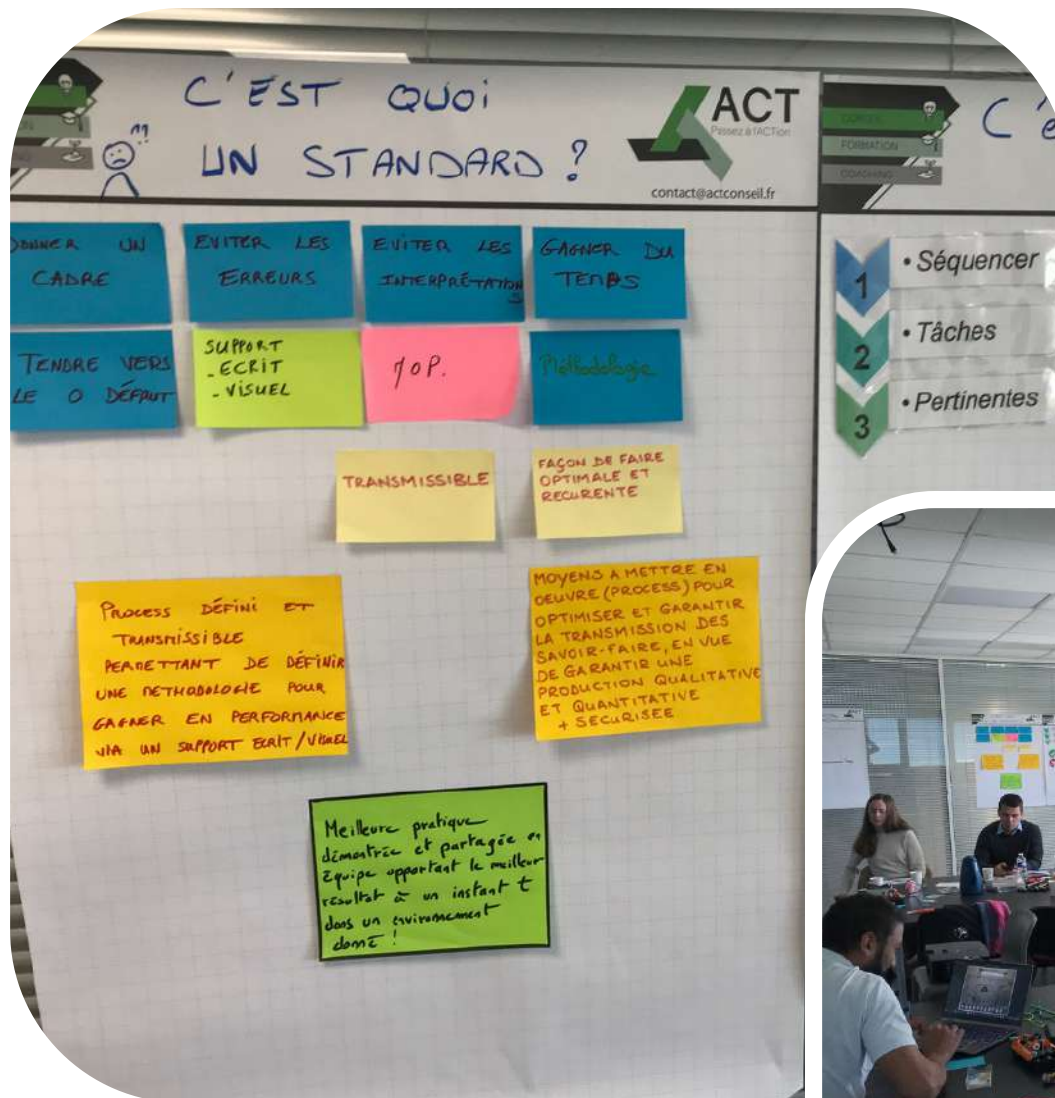 C'EST QUOI
UN STANDARD ?
ACT
Passez à l'ACTion
contact@actconseil.fr
CONSEIL
FORMATION
COACHING
C'e
CADRE
EVITER LES
ERREURS
EVITER LES
INTERPRÉTATIONS
GAGNER DU
TEMPS
TENDRE VERS
LE 0 DÉFAUT
SUPPORT
- ECRIT
- VISUEL
MOP.
Méthodologie
TRANSMISSIBLE
FAÇON DE FAIRE
OPTIMALE ET
RECURENTE
PROCESS DÉFINI ET
TRANSMISSIBLE
PERMETTANT DE DÉFINIR
UNE METHODOLOGIE POUR
GAGNER EN PERFORMANCE
VIA UN SUPPORT ECRIT/VISUEL
MOYENS A METTRE EN
OEUVRE (PROCESS) POUR
OPTIMISER ET GARANTIR
LA TRANSMISSION DES
SAVOIR-FAIRE, EN VUE
DE GARANTIR UNE
PRODUCTION QUALITATIVE
ET QUANTITATIVE
+ SECURISEE
Meilleure pratique
démontrée et partagée en
Equipe apportant le meilleur
résultat à un instant t
dans un environnement
donné !
1 • Séquencer
2 • Tâches
3 • Pertinentes